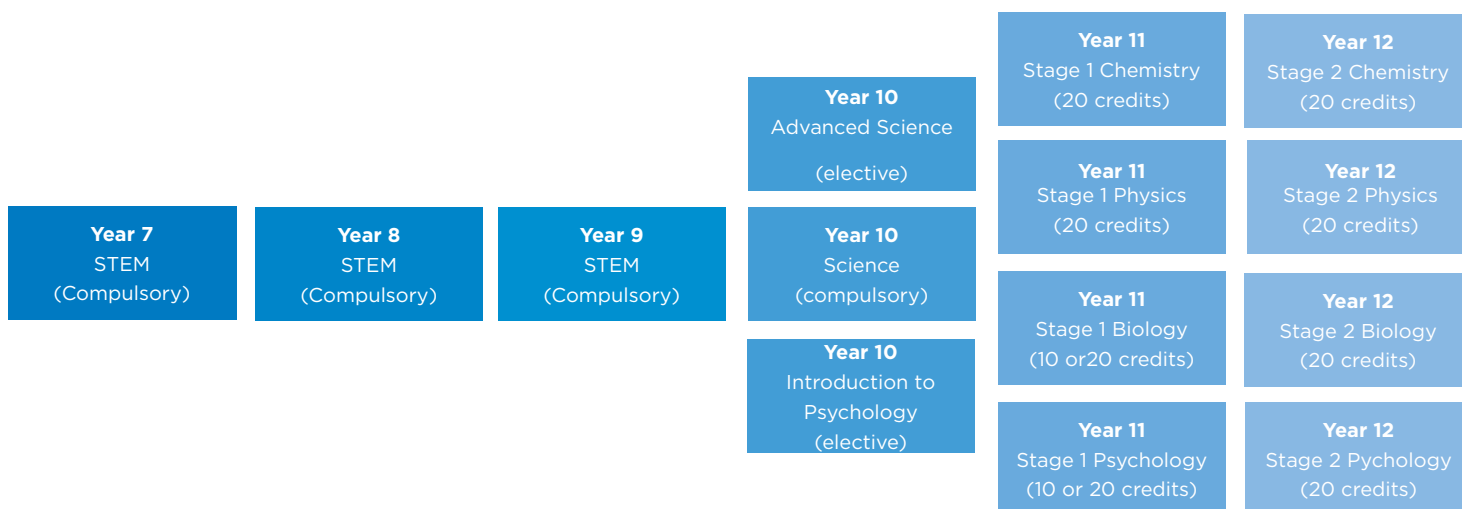 Year 7
STEM
(Compulsory)
Year 8
STEM
(Compulsory)
Year 9
STEM
(Compulsory)
Year 10
Advanced Science
(elective)
Year 10
Science
(compulsory)
Year 10
Introduction to
Psychology
(elective)
Year 11
Stage 1 Chemistry
(20 credits)
Year 11
Stage 1 Physics
(20 credits)
Year 11
Stage 1 Biology
(10 or20 credits)
Year 11
Stage 1 Psychology
(10 or 20 credits)
Year 12
Stage 2 Chemistry
(20 credits)
Year 12
Stage 2 Physics
(20 credits)
Year 12
Stage 2 Biology
(20 credits)
Year 12
Stage 2 Pychology
(20 credits)